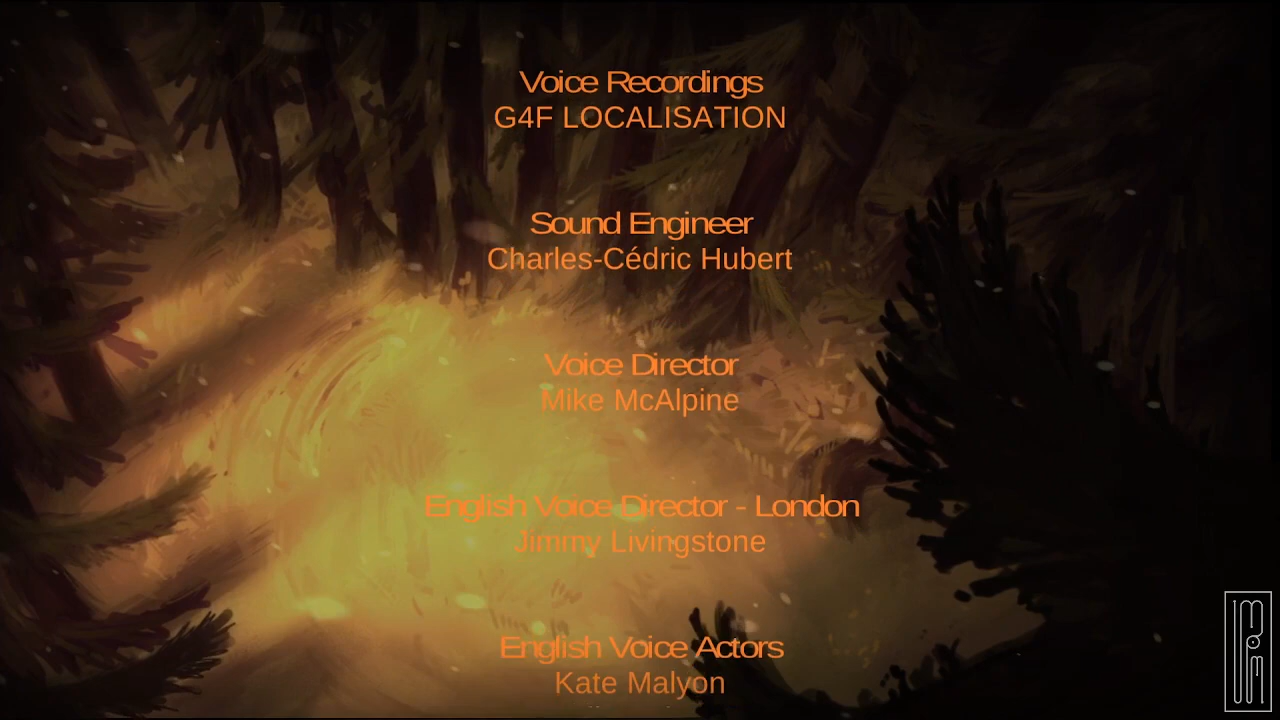 Voice Recordings
G4F LOCALISATION
Sound Engineer
Charles-Cédric Hubert
Voice Director
Mike McAlpine
English Voice Director - London
Jimmy Livingstone
English Voice Actors
Kate Malyon